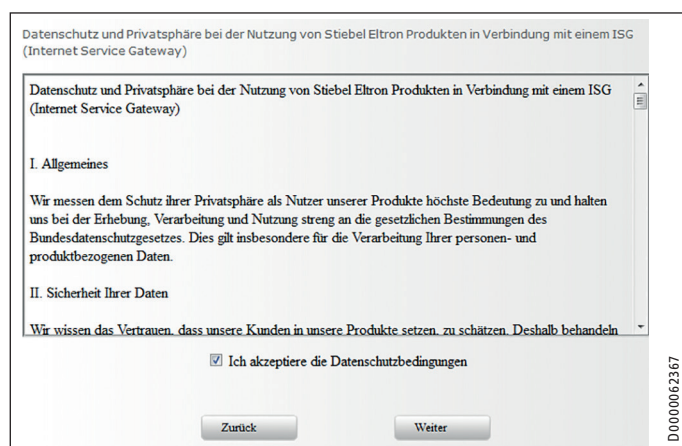 Datenschutz und Privatsphäre bei der Nutzung von Stiebel Eltron Produkten in Verbindung mit einem ISG
(Internet Service Gateway)
Datenschutz und Privatsphäre bei der Nutzung von Stiebel Eltron Produkten in Verbindung mit einem ISG
(Internet Service Gateway)
I. Allgemeines
Wir messen dem Schutz ihrer Privatsphäre als Nutzer unserer Produkte höchste Bedeutung zu und halten
uns bei der Erhebung, Verarbeitung und Nutzung streng an die gesetzlichen Bestimmungen des
Bundesdatenschutzgesetzes. Dies gilt insbesondere für die Verarbeitung Ihrer personen- und
produktbezogenen Daten.
II. Sicherheit Ihrer Daten
Wir wissen das Vertrauen, dass unsere Kunden in unsere Produkte setzen, zu schätzen. Deshalb behandeln
Ich akzeptiere die Datenschutzbedingungen
Zurück
Weiter
D0000062367